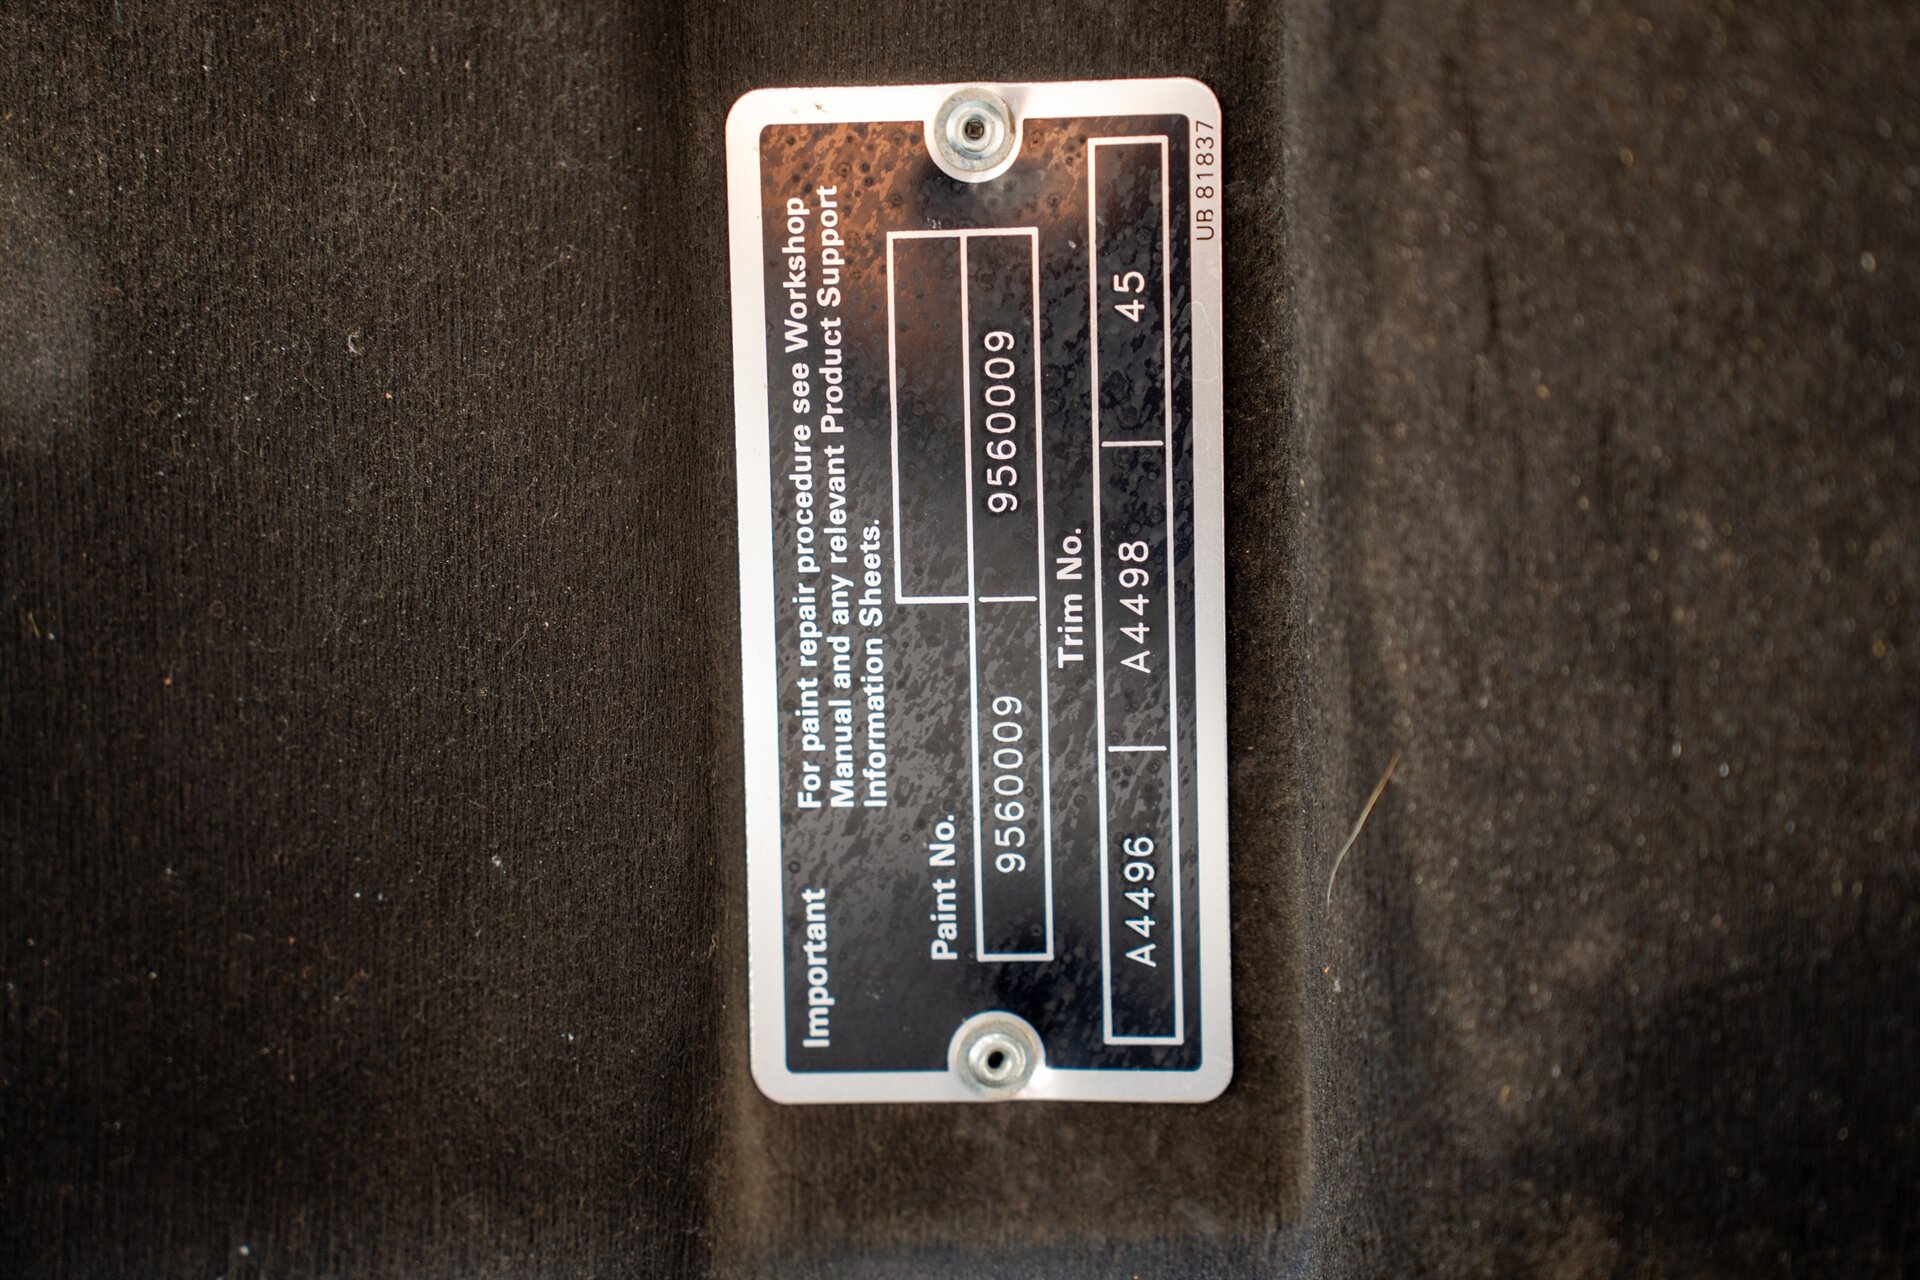 Important
For paint repair procedure see Workshop
Manual and any relevant Product Support
Information Sheets.
Paint No.
9560009 | 9560009
Trim No.
A4496 | A4498 | 45
UB 81837